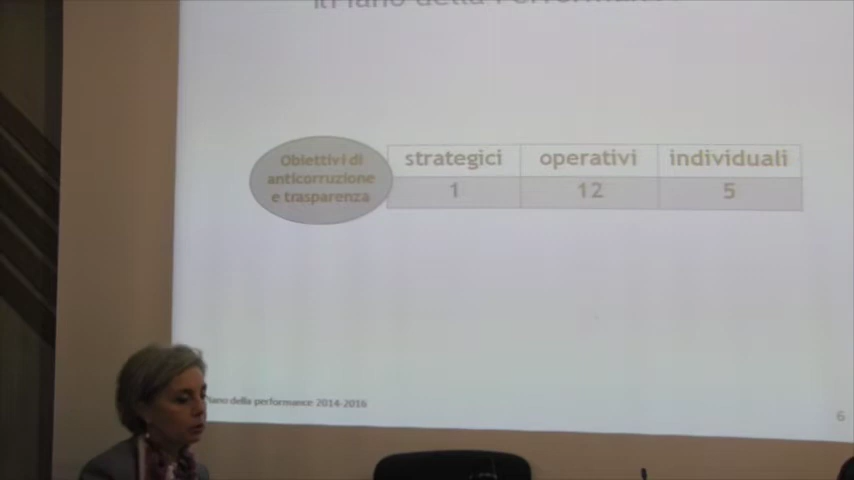 Il Piano della Performance
Obiettivi di
anticorruzione
e trasparenza
strategici operativi individuali
1 12 5
Piano della performance 2014-2016
6